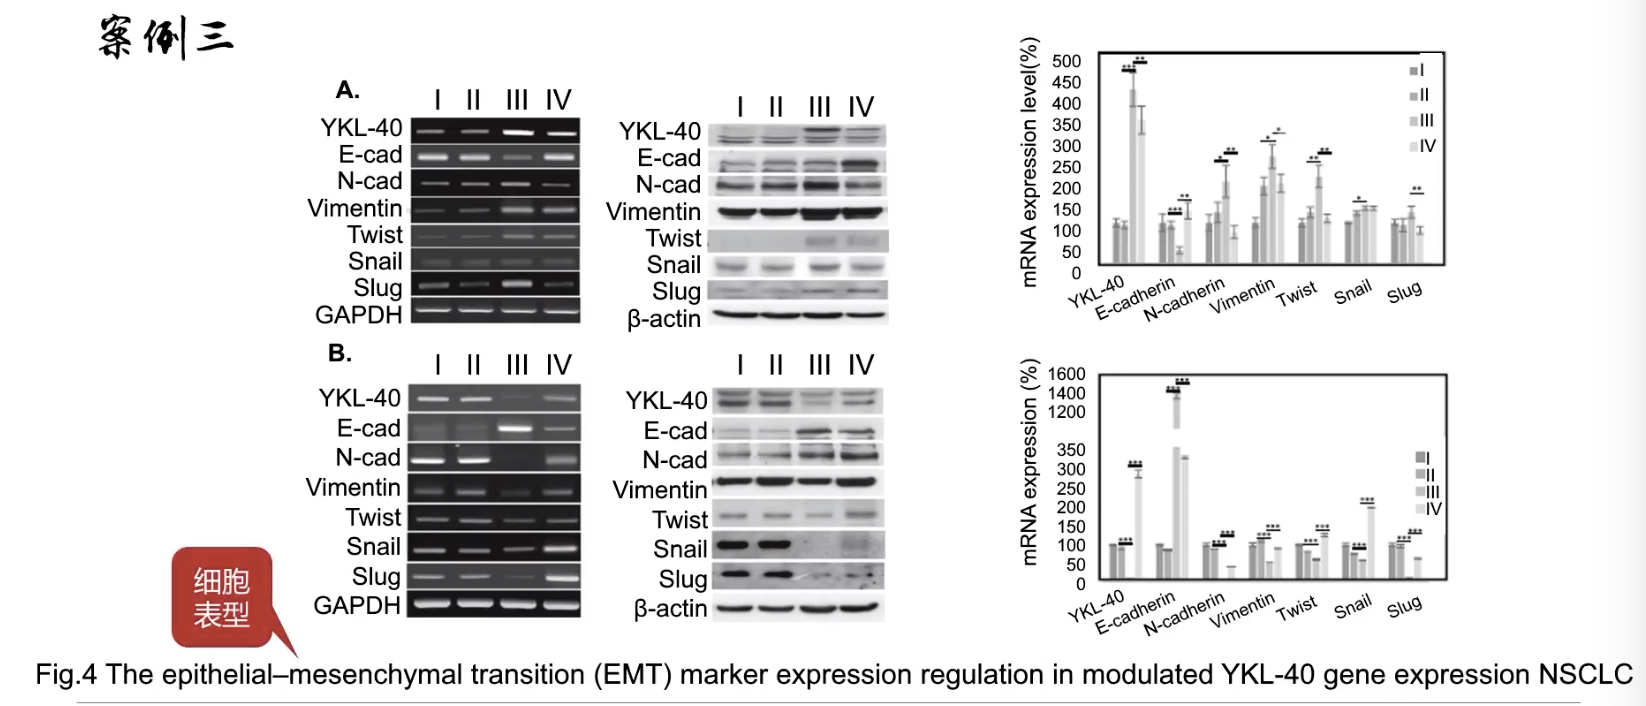 案例三
A.
I II III IV
YKL-40
E-cad
N-cad
Vimentin
Twist
Snail
Slug
GAPDH
I II III IV
YKL-40
E-cad
N-cad
Vimentin
Twist
Snail
Slug
β-actin
mRNA expression level(%)
500
450
400
350
300
250
200
150
100
50
0
*** **
*** **
* **
* *
** **
*
**
I
II
III
IV
YKL-40
E-cadherin
N-cadherin
Vimentin
Twist
Snail
Slug
B.
I II III IV
YKL-40
E-cad
N-cad
Vimentin
Twist
Snail
Slug
GAPDH
I II III IV
YKL-40
E-cad
N-cad
Vimentin
Twist
Snail
Slug
β-actin
mRNA expression (%)
1600
1400
1200
350
300
250
200
150
100
50
0
*** ***
*** ***
*** ***
*** ***
*** ***
*** ***
*** ***
I
II
III
IV
YKL-40
E-cadherin
N-cadherin
Vimentin
Twist
Snail
Slug
细胞
表型
Fig.4 The epithelial–mesenchymal transition (EMT) marker expression regulation in modulated YKL-40 gene expression NSCLC